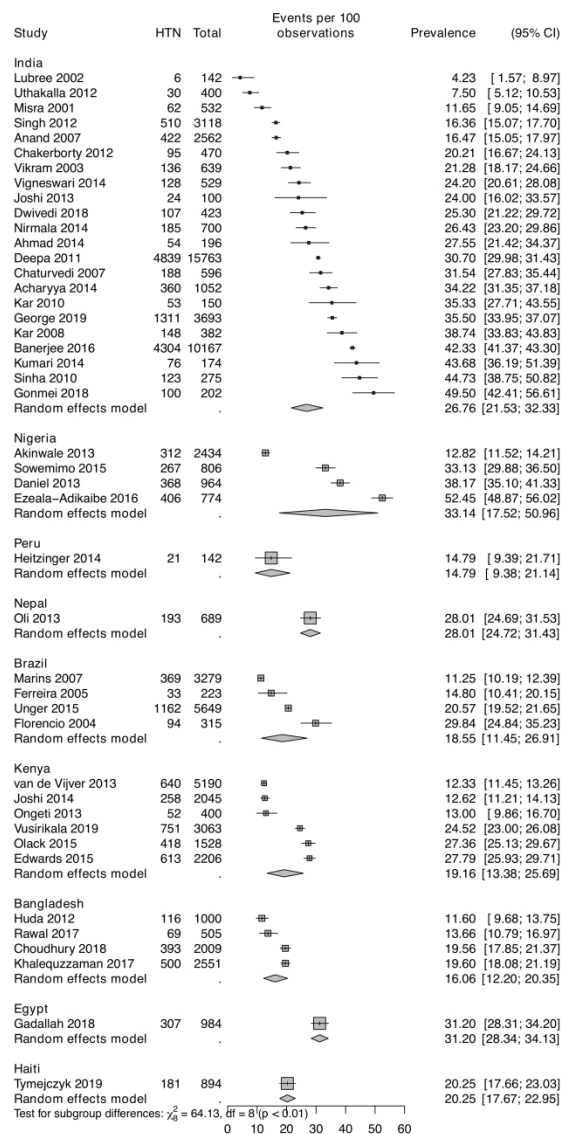 Events per 100
Study HTN Total observations Prevalence (95% CI)
India
Lubree 2002 6 142 4.23 [ 1.57; 8.97]
Uthakalla 2012 30 400 7.50 [ 5.12; 10.53]
Misra 2001 62 532 11.65 [ 9.05; 14.69]
Singh 2012 510 3118 16.36 [15.07; 17.70]
Anand 2007 422 2562 16.47 [15.05; 17.97]
Chakerborty 2012 95 470 20.21 [16.67; 24.13]
Vikram 2003 136 639 21.28 [18.17; 24.66]
Vigneswari 2014 128 529 24.20 [20.61; 28.08]
Joshi 2013 24 100 24.00 [16.02; 33.57]
Dwivedi 2018 107 423 25.30 [21.22; 29.72]
Nirmala 2014 185 700 26.43 [23.20; 29.86]
Ahmad 2014 54 196 27.55 [21.42; 34.37]
Deepa 2011 4839 15763 30.70 [29.98; 31.43]
Chaturvedi 2007 188 596 31.54 [27.83; 35.44]
Acharyya 2014 360 1052 34.22 [31.35; 37.18]
Kar 2010 53 150 35.33 [27.71; 43.55]
George 2019 1311 3693 35.50 [33.95; 37.07]
Kar 2008 148 382 38.74 [33.83; 43.83]
Banerjee 2016 4304 10167 42.33 [41.37; 43.30]
Kumari 2014 76 174 43.68 [36.19; 51.39]
Sinha 2010 123 275 44.73 [38.75; 50.82]
Gonmei 2018 100 202 49.50 [42.41; 56.61]
Random effects model . 26.76 [21.53; 32.33]
Nigeria
Akinwale 2013 312 2434 12.82 [11.52; 14.21]
Sowemimo 2015 267 806 33.13 [29.88; 36.50]
Daniel 2013 368 964 38.17 [35.10; 41.33]
Ezeala−Adikaibe 2016 406 774 52.45 [48.87; 56.02]
Random effects model . 33.14 [17.52; 50.96]
Peru
Heitzinger 2014 21 142 14.79 [ 9.39; 21.71]
Random effects model . 14.79 [ 9.38; 21.14]
Nepal
Oli 2013 193 689 28.01 [24.69; 31.53]
Random effects model . 28.01 [24.72; 31.43]
Brazil
Marins 2007 369 3279 11.25 [10.19; 12.39]
Ferreira 2005 33 223 14.80 [10.41; 20.15]
Unger 2015 1162 5649 20.57 [19.52; 21.65]
Florencio 2004 94 315 29.84 [24.84; 35.23]
Random effects model . 18.55 [11.45; 26.91]
Kenya
van de Vijver 2013 640 5190 12.33 [11.45; 13.26]
Joshi 2014 258 2045 12.62 [11.21; 14.13]
Ongeti 2013 52 400 13.00 [ 9.86; 16.70]
Vusirikala 2019 751 3063 24.52 [23.00; 26.08]
Olack 2015 418 1528 27.36 [25.13; 29.67]
Edwards 2015 613 2206 27.79 [25.93; 29.71]
Random effects model . 19.16 [13.38; 25.69]
Bangladesh
Huda 2012 116 1000 11.60 [ 9.68; 13.75]
Rawal 2017 69 505 13.66 [10.79; 16.97]
Choudhury 2018 393 2009 19.56 [17.85; 21.37]
Khalequzzaman 2017 500 2551 19.60 [18.08; 21.19]
Random effects model . 16.06 [12.20; 20.35]
Egypt
Gadallah 2018 307 984 31.20 [28.31; 34.20]
Random effects model . 31.20 [28.34; 34.13]
Haiti
Tymejczyk 2019 181 894 20.25 [17.66; 23.03]
Random effects model . 20.25 [17.67; 22.95]
Test for subgroup differences: χ²₈ = 64.13, df = 8 (p < 0.01)
0 10 20 30 40 50 60